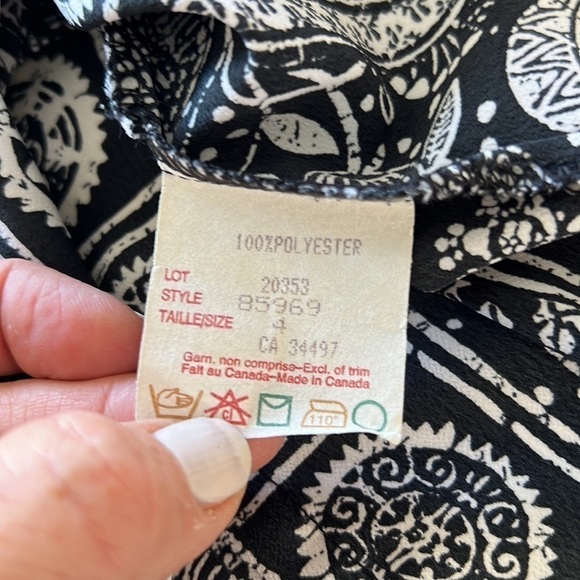 100%POLYESTER
LOT 20353
STYLE 85969
TAILLE/SIZE 4
CA 34497
Garn. non comprise–Excl. of trim
Fait au Canada–Made in Canada
cl 110°